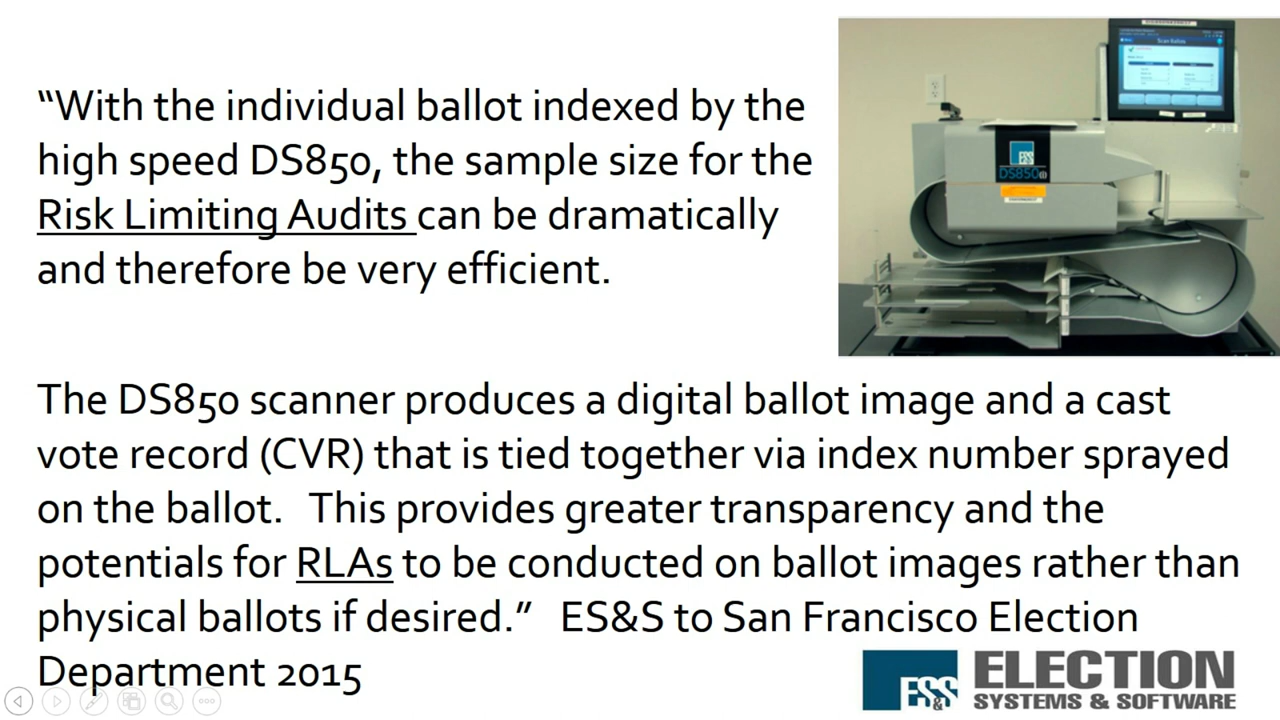 “With the individual ballot indexed by the
high speed DS850, the sample size for the
Risk Limiting Audits can be dramatically
and therefore be very efficient.
Scan Ballots
ES&S
DS850
The DS850 scanner produces a digital ballot image and a cast
vote record (CVR) that is tied together via index number sprayed
on the ballot.   This provides greater transparency and the
potentials for RLAs to be conducted on ballot images rather than
physical ballots if desired.”   ES&S to San Francisco Election
Department 2015
ES&S
ELECTION
SYSTEMS & SOFTWARE